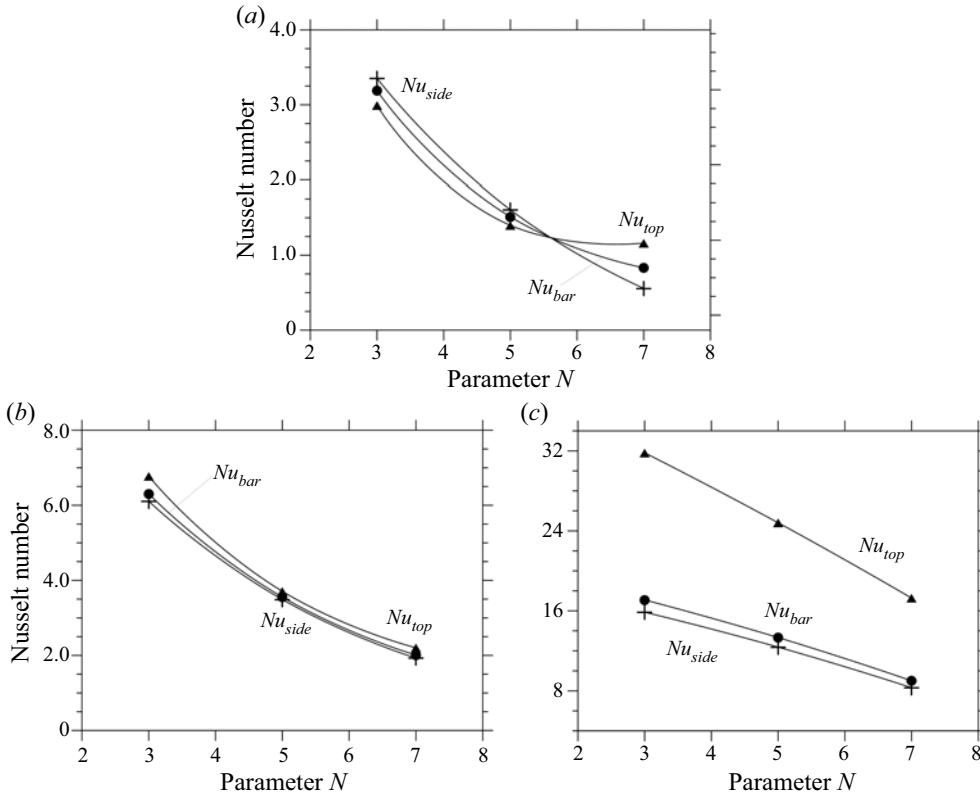 (a)
4.0
3.0
2.0
1.0
0
Nusselt number
Nu_side
Nu_top
Nu_bar
2 3 4 5 6 7 8
Parameter N
(b)
8.0
6.0
4.0
2.0
0
Nusselt number
Nu_bar
Nu_side
Nu_top
2 3 4 5 6 7 8
Parameter N
(c)
32
24
16
8
Nu_top
Nu_bar
Nu_side
2 3 4 5 6 7 8
Parameter N